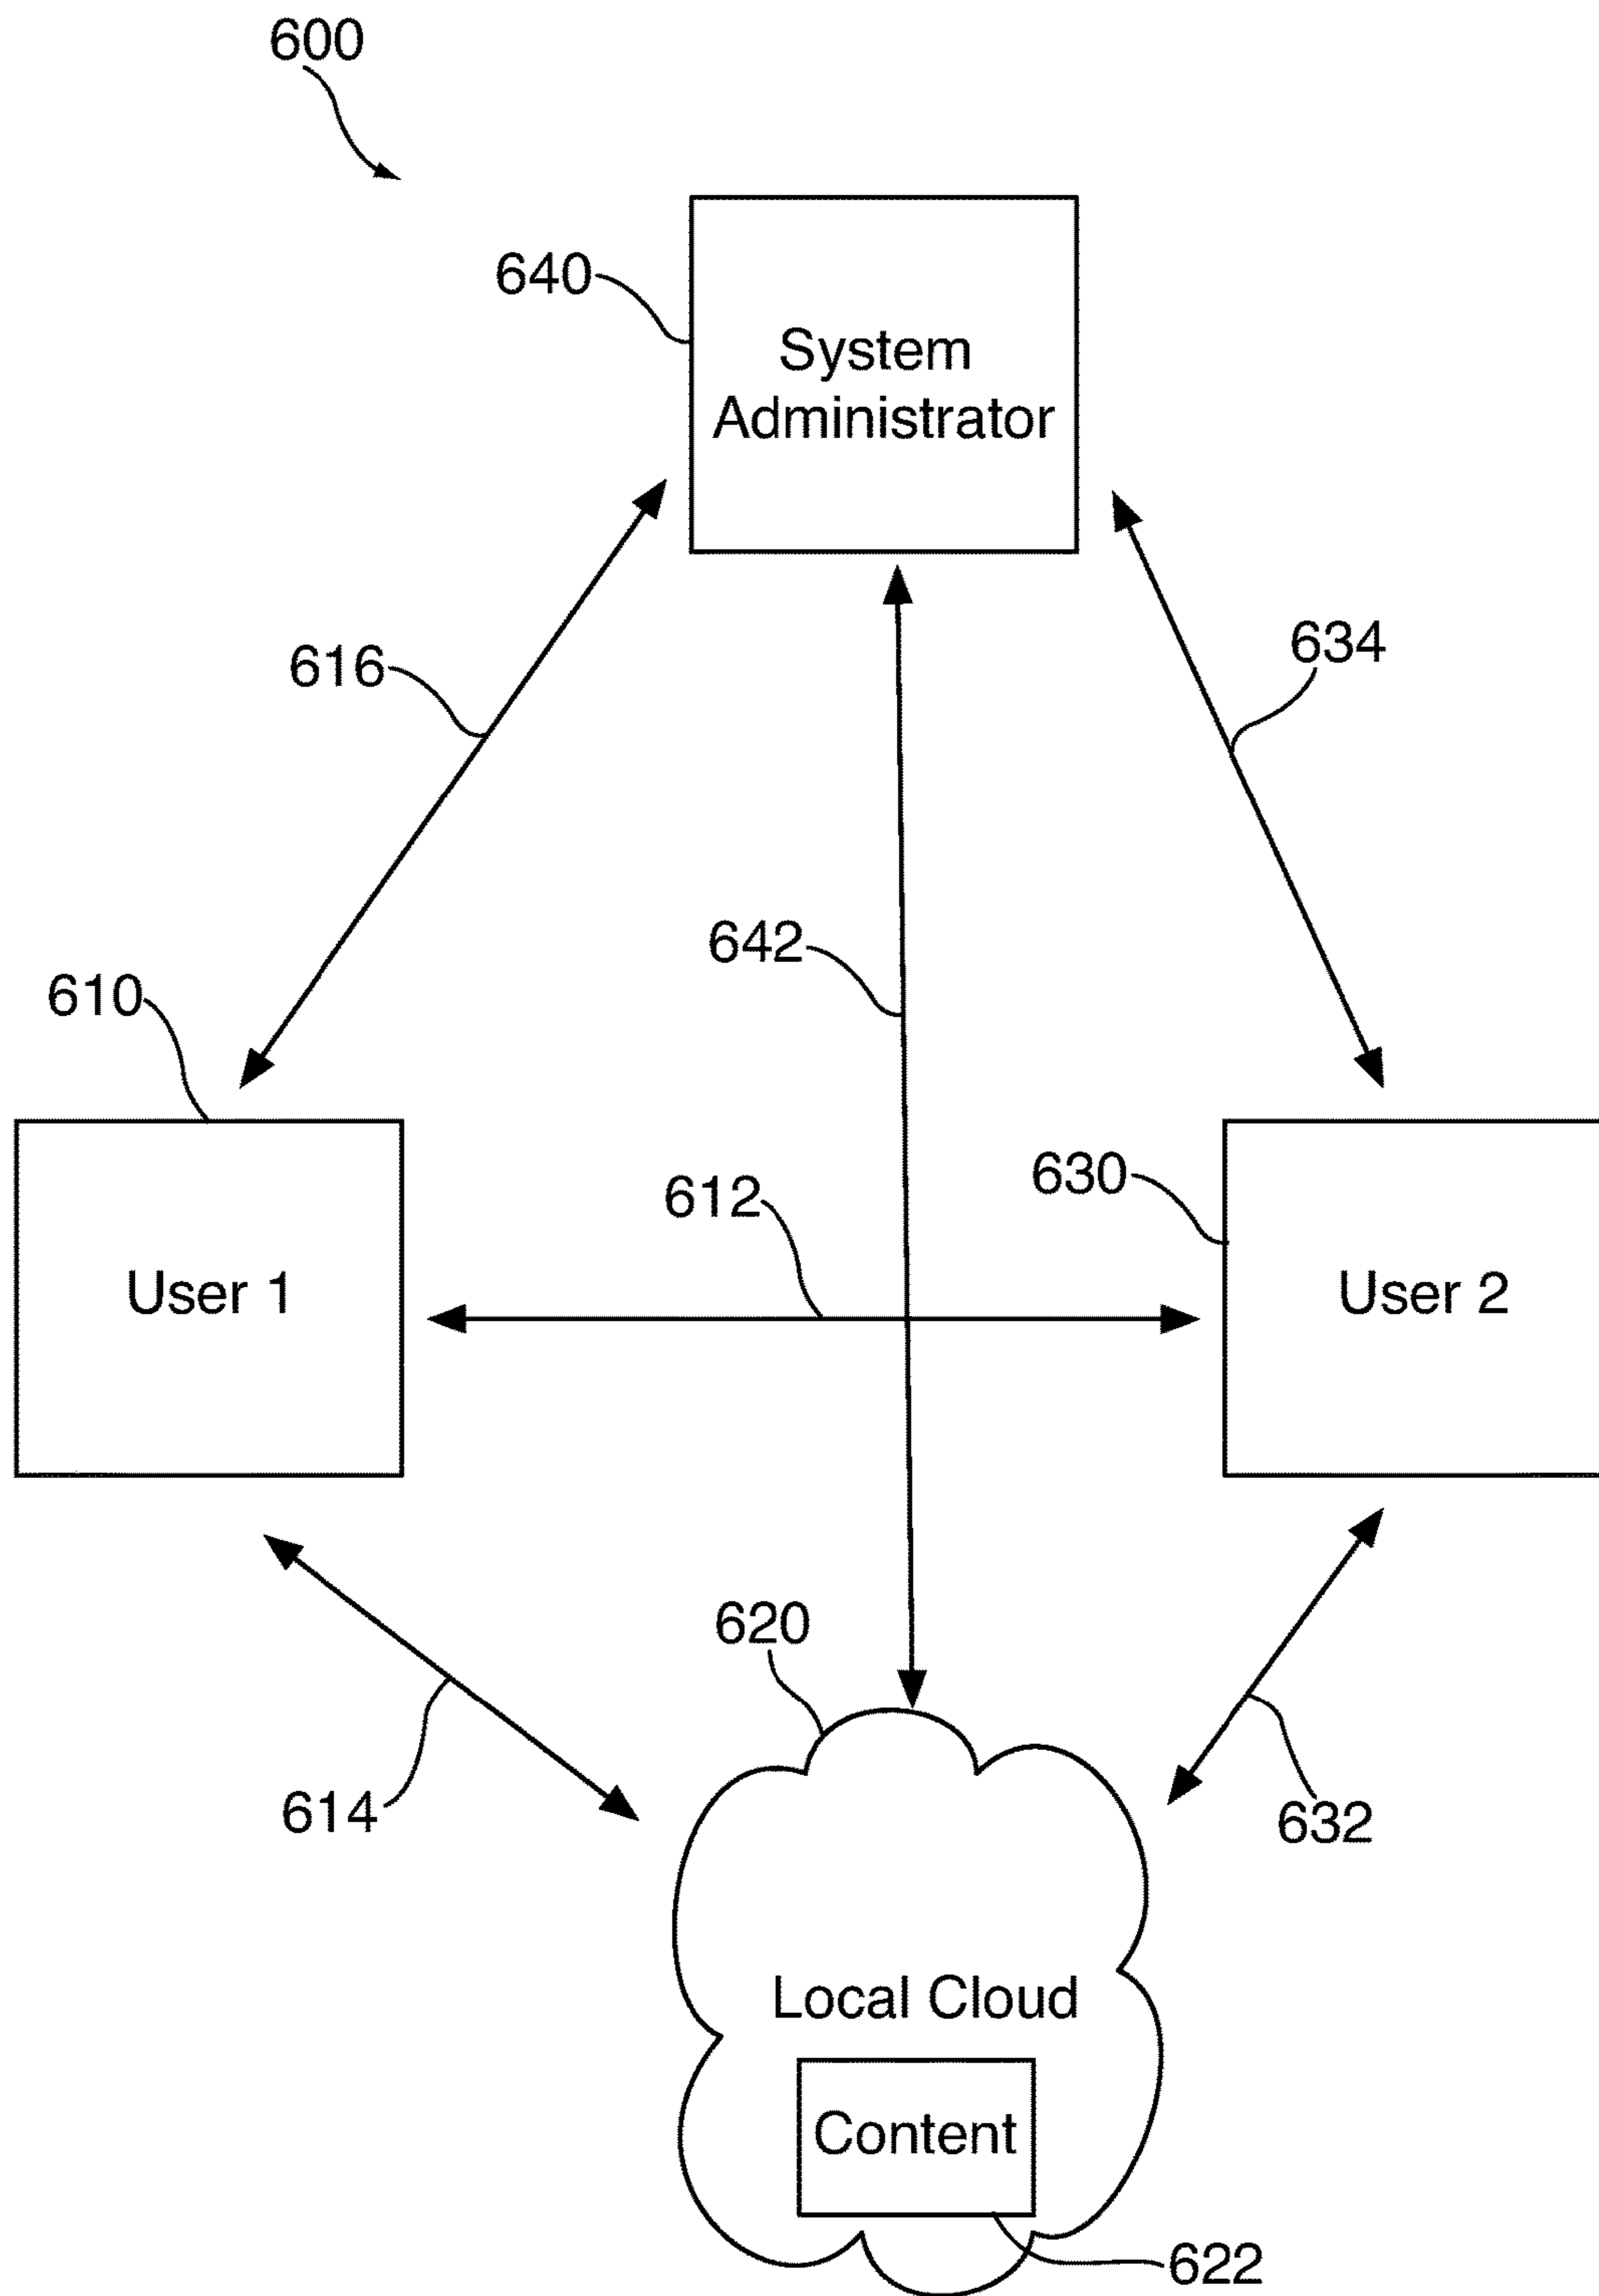 600
640
System
Administrator
616
634
642
610
612
630
User 1
User 2
620
614
632
Local Cloud
Content
622